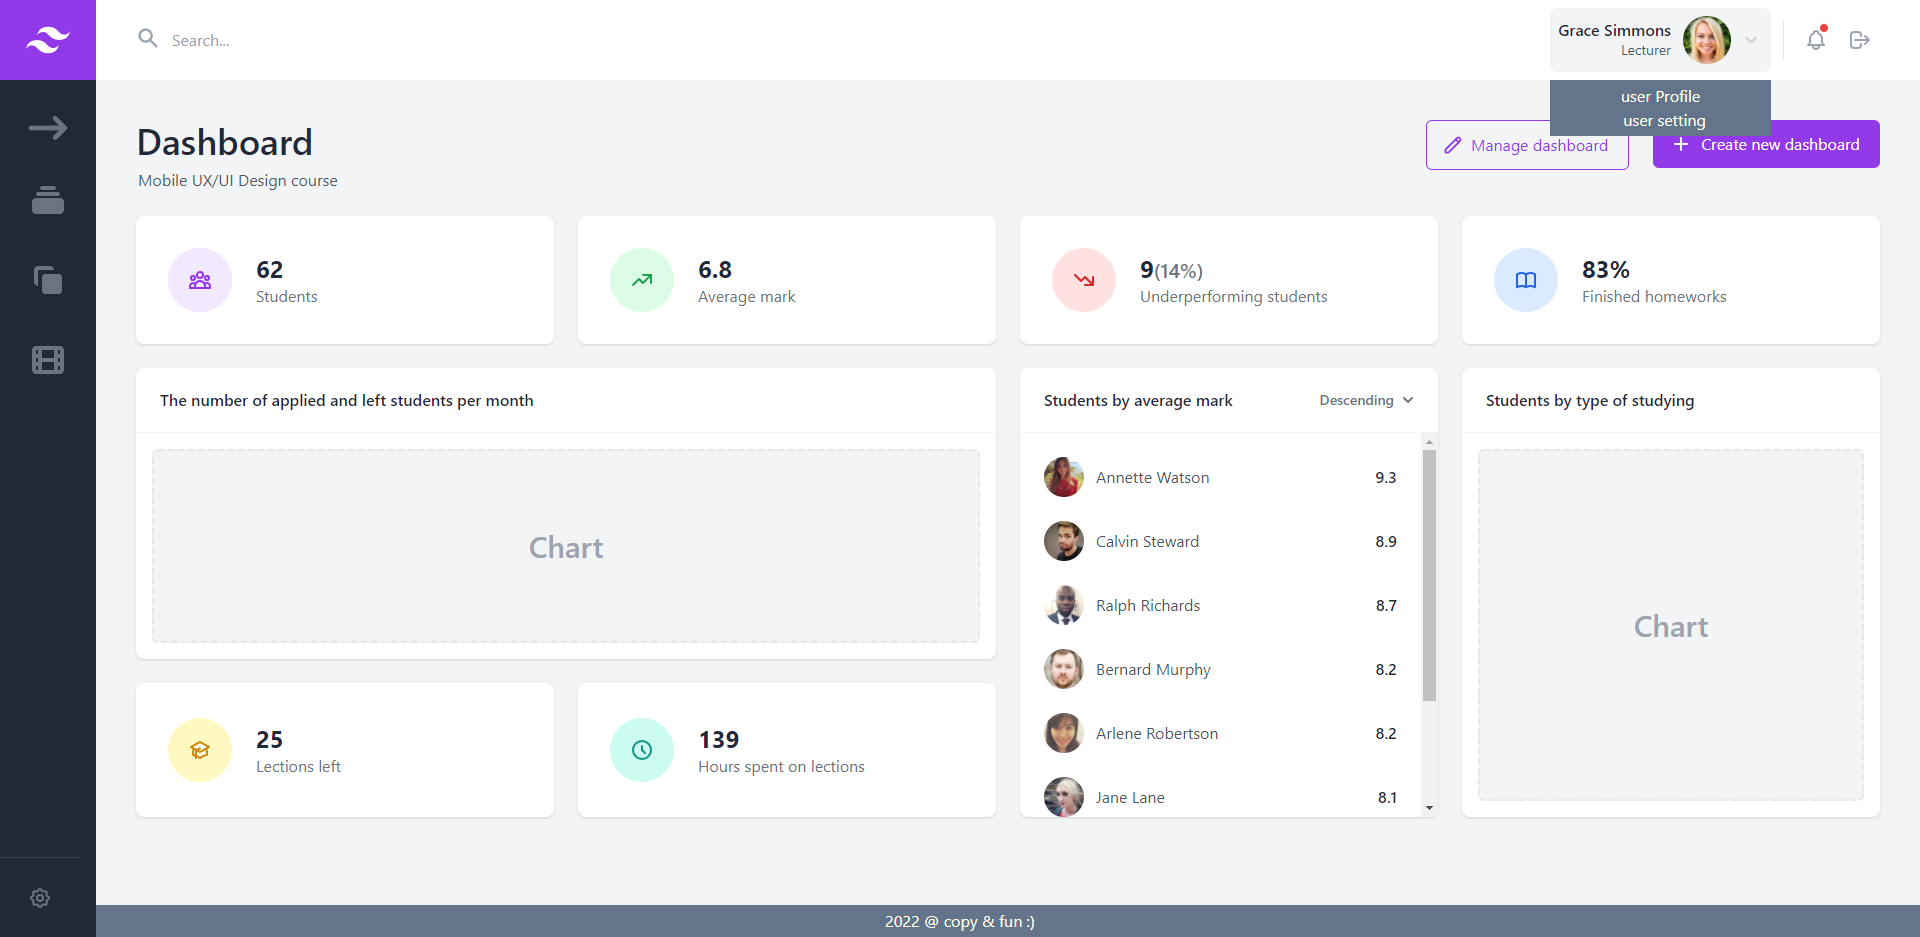 Search...
Grace Simmons
Lecturer
user Profile
user setting
Dashboard
Mobile UX/UI Design course
Manage dashboard
Create new dashboard
62
Students
6.8
Average mark
9(14%)
Underperforming students
83%
Finished homeworks
The number of applied and left students per month
Chart
Students by average mark
Descending
Annette Watson 9.3
Calvin Steward 8.9
Ralph Richards 8.7
Bernard Murphy 8.2
Arlene Robertson 8.2
Jane Lane 8.1
Students by type of studying
Chart
25
Lections left
139
Hours spent on lections
2022 @ copy & fun :)